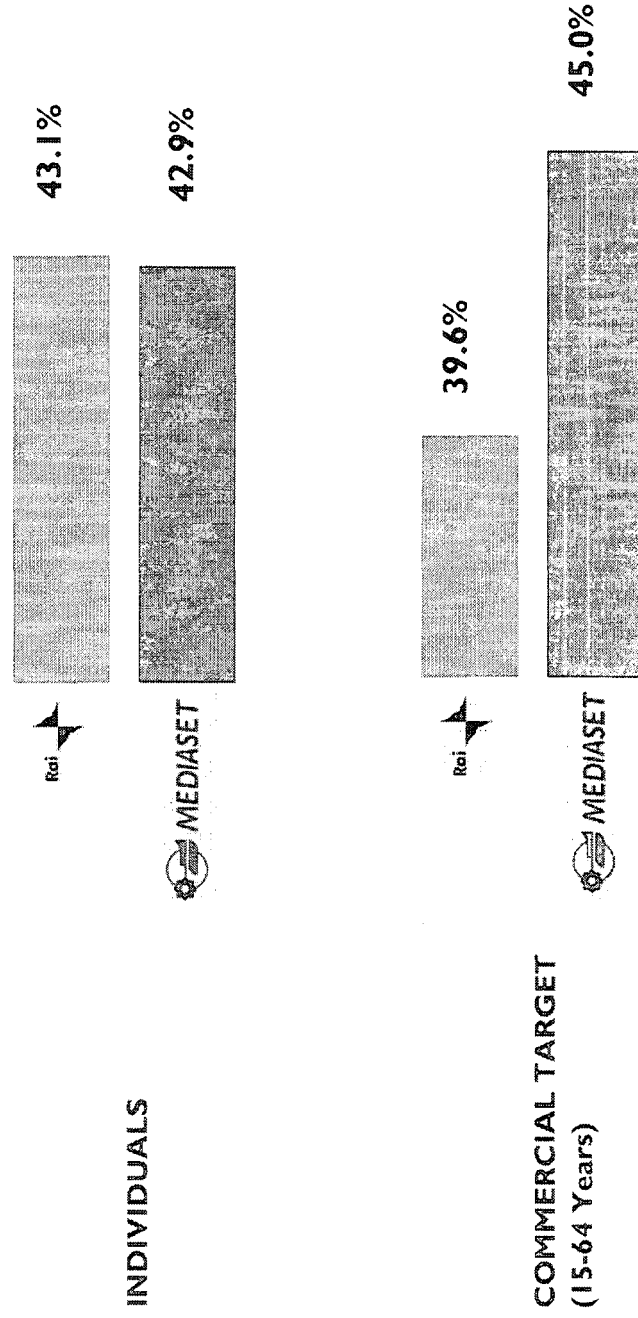 INDIVIDUALS
Rai
43.1%
MEDIASET
42.9%
COMMERCIAL TARGET
(15-64 Years)
Rai
39.6%
MEDIASET
45.0%